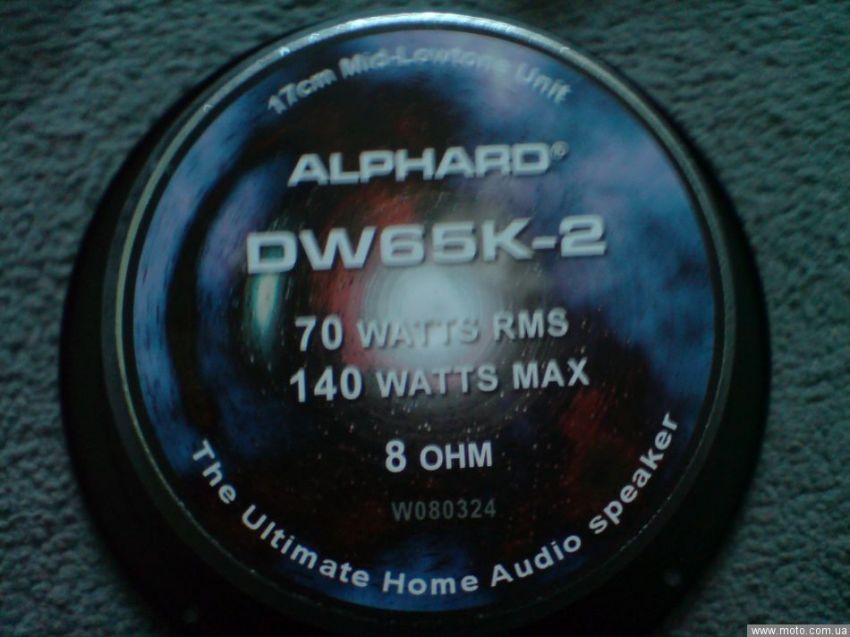 17cm Mid-Lowtone Unit
ALPHARD®
DW65K-2
70 WATTS RMS
140 WATTS MAX
8 OHM
W080324
The Ultimate Home Audio speaker
www.moto.com.ua